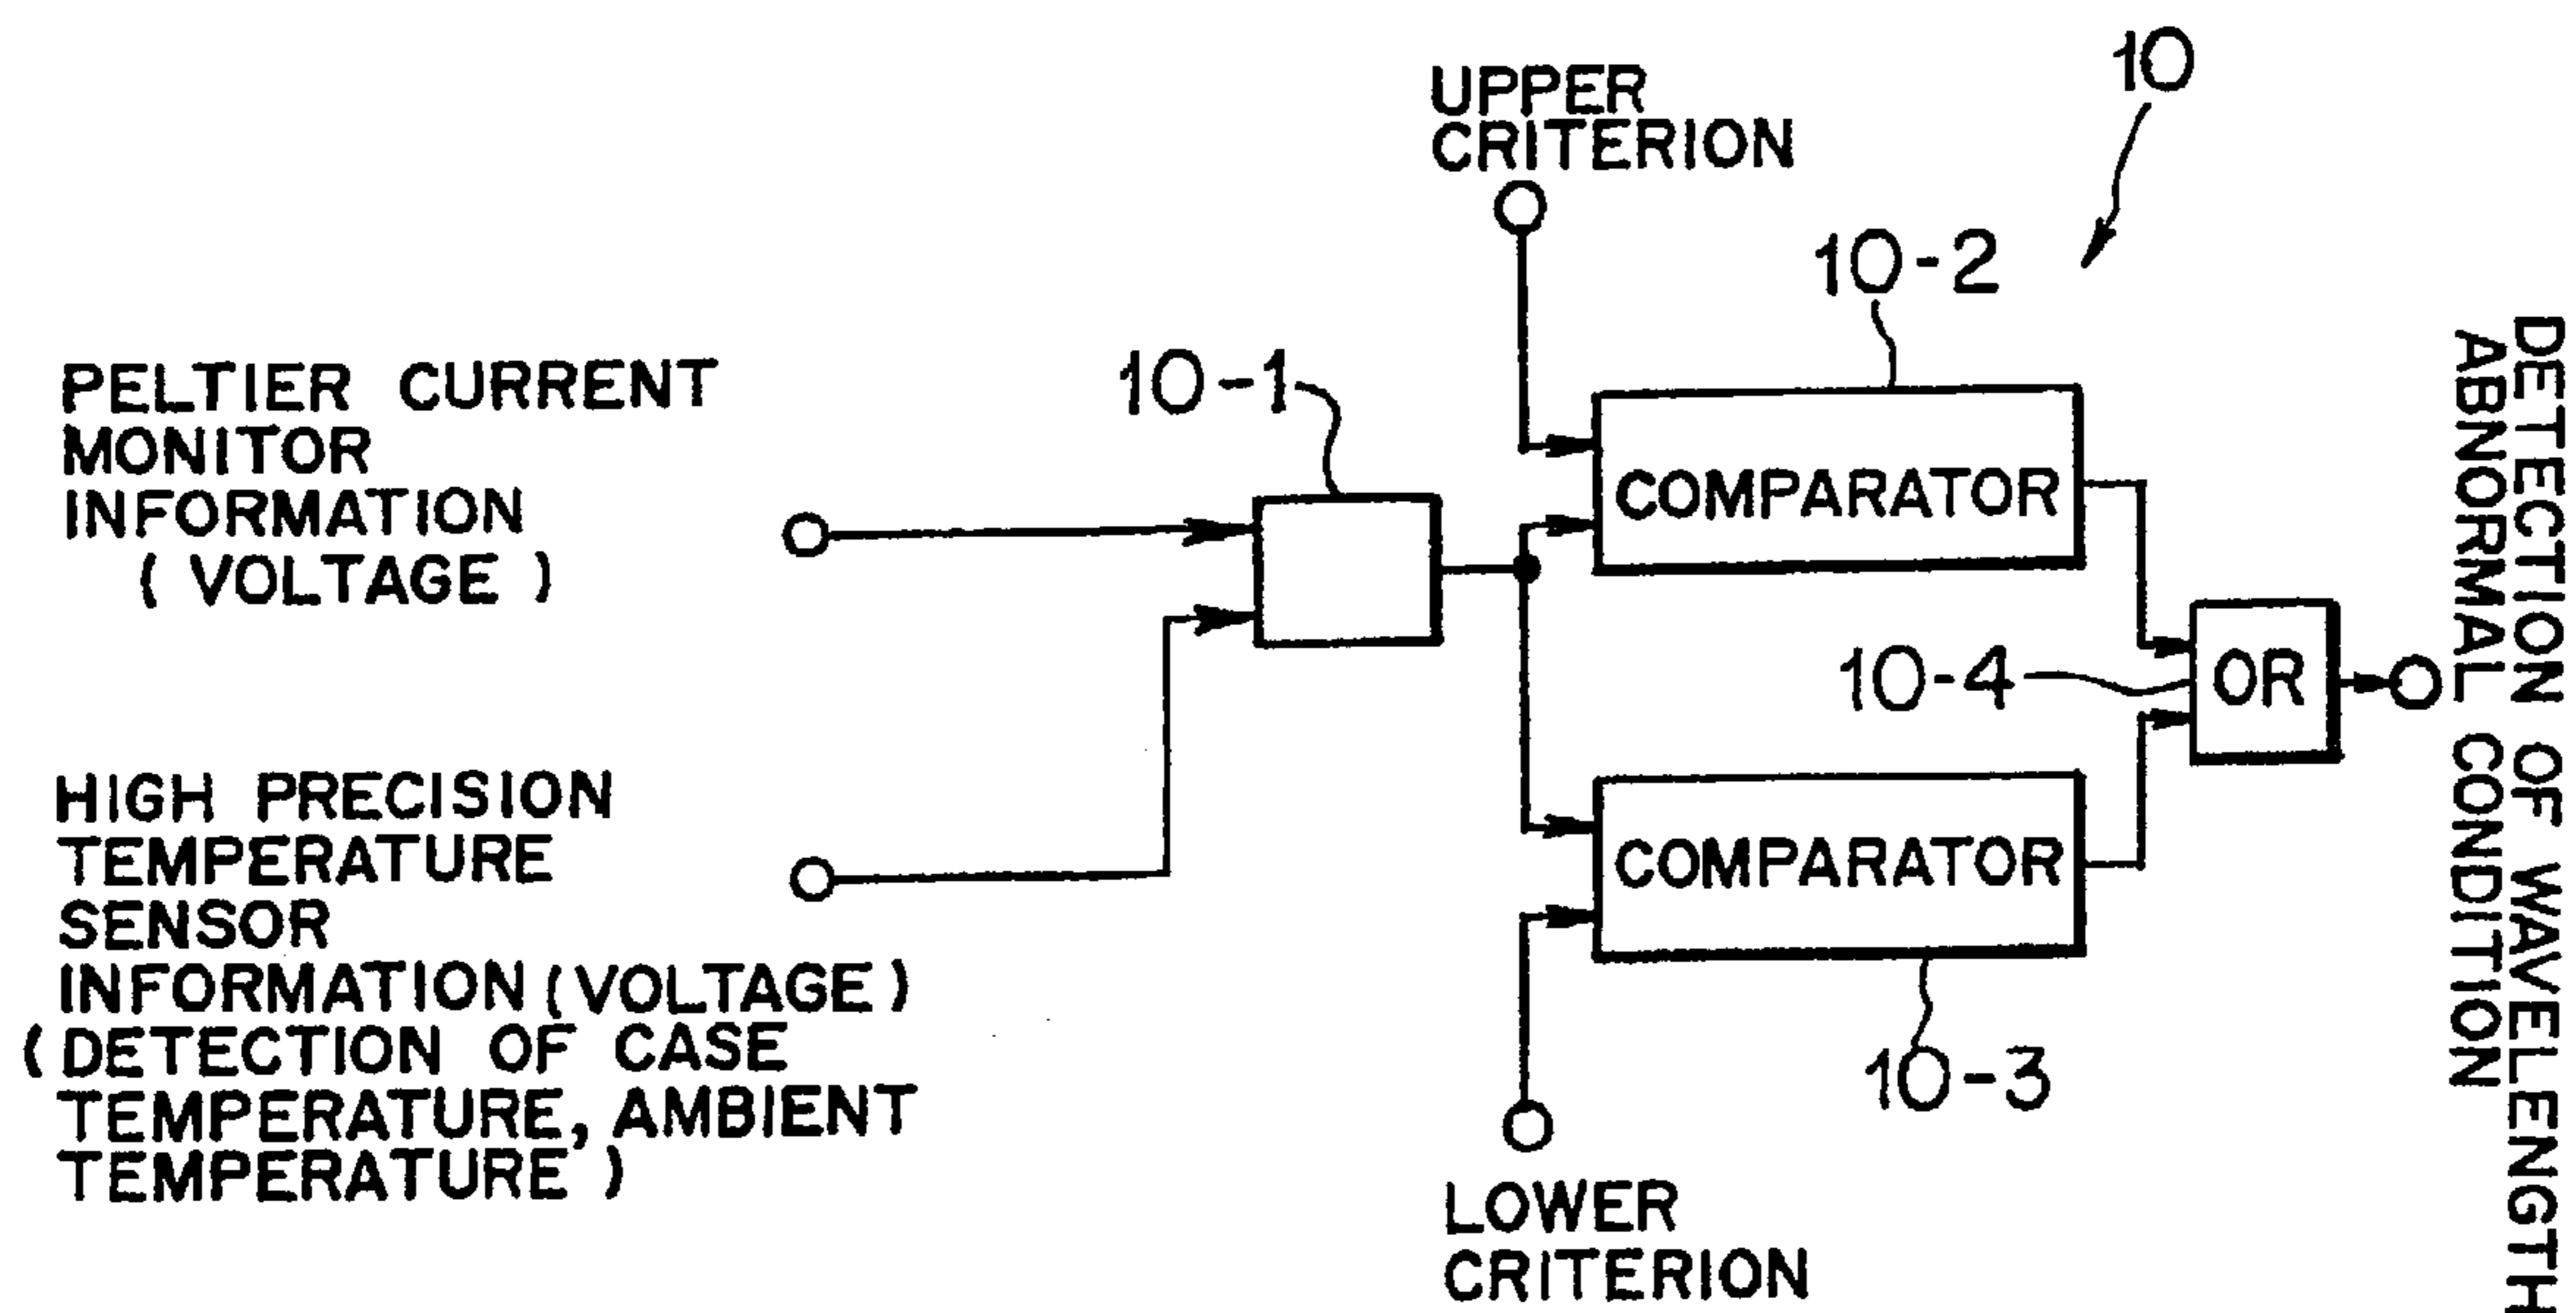 10
UPPER
CRITERION
10-2
10-1
PELTIER CURRENT
MONITOR
INFORMATION
( VOLTAGE )
COMPARATOR
10-4
OR
DETECTION OF WAVELENGTH
ABNORMAL CONDITION
HIGH PRECISION
TEMPERATURE
SENSOR
INFORMATION (VOLTAGE)
(DETECTION OF CASE
TEMPERATURE, AMBIENT
TEMPERATURE )
COMPARATOR
10-3
LOWER
CRITERION